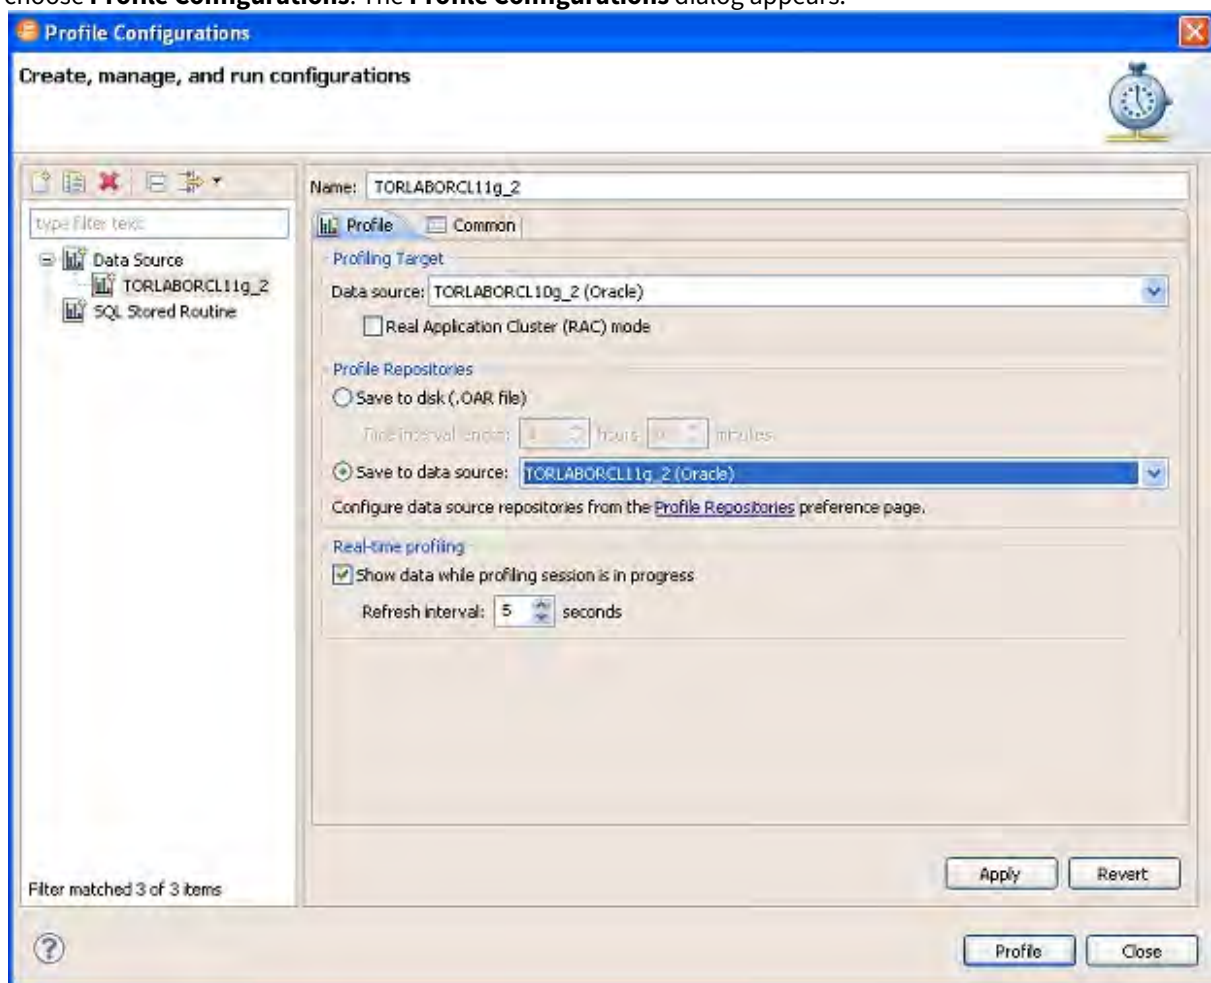 choose Profile Configurations. The Profile Configurations dialog appears.
Profile Configurations
Create, manage, and run configurations
type filter text
Data Source
TORLABORCL11g_2
SQL Stored Routine
Filter matched 3 of 3 items
Name: TORLABORCL11g_2
Profile Common
Profiling Target
Data source: TORLABORCL10g_2 (Oracle)
Real Application Cluster (RAC) mode
Profile Repositories
Save to disk (.OAR file)
Time interval hours minutes
Save to data source: TORLABORCL11g_2 (Oracle)
Configure data source repositories from the Profile Repositories preference page.
Real-time profiling
Show data while profiling session is in progress
Refresh interval: 5 seconds
Apply Revert
Profile Close